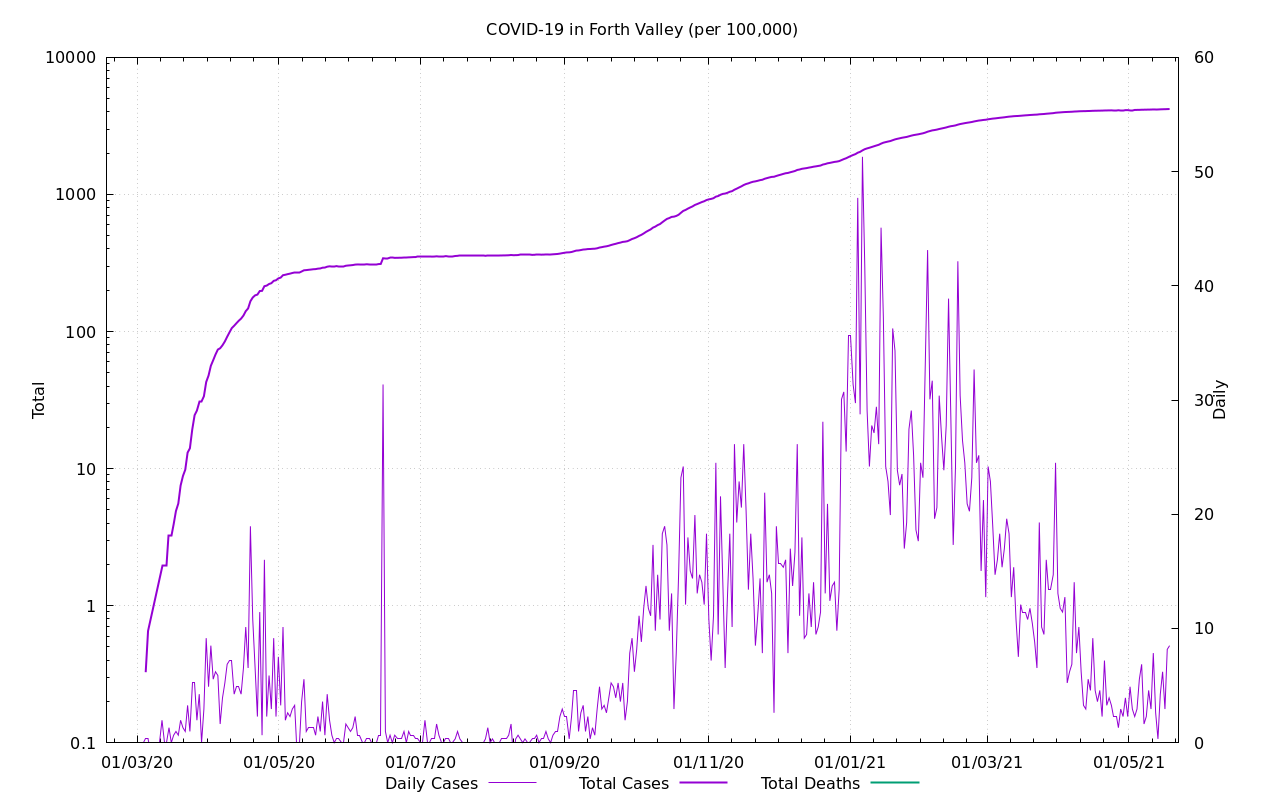 COVID-19 in Forth Valley (per 100,000)
10000
1000
100
10
1
0.1
Total
60
50
40
30
20
10
0
Daily
01/03/20 01/05/20 01/07/20 01/09/20 01/11/20 01/01/21 01/03/21 01/05/21
Daily Cases Total Cases Total Deaths